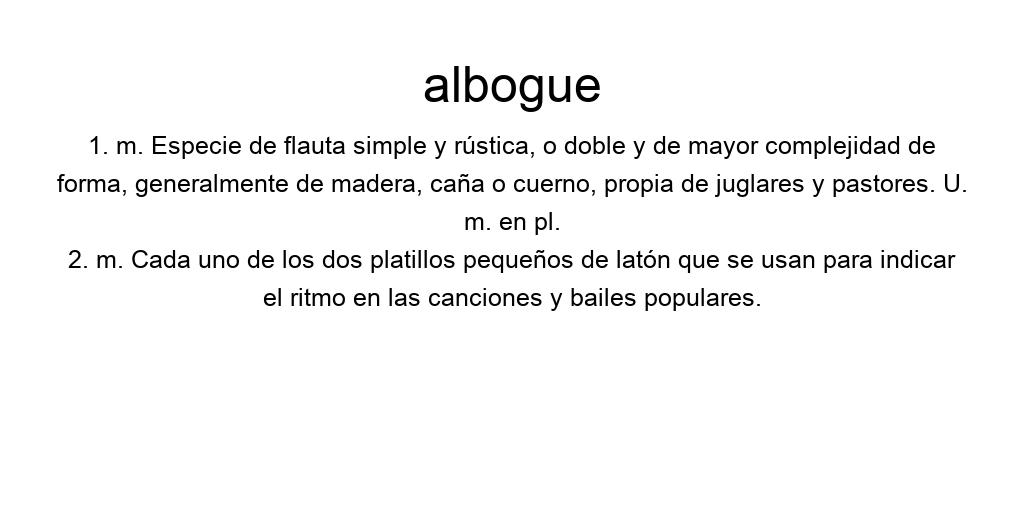 albogue
1. m. Especie de flauta simple y rústica, o doble y de mayor complejidad de
forma, generalmente de madera, caña o cuerno, propia de juglares y pastores. U.
m. en pl.
2. m. Cada uno de los dos platillos pequeños de latón que se usan para indicar
el ritmo en las canciones y bailes populares.